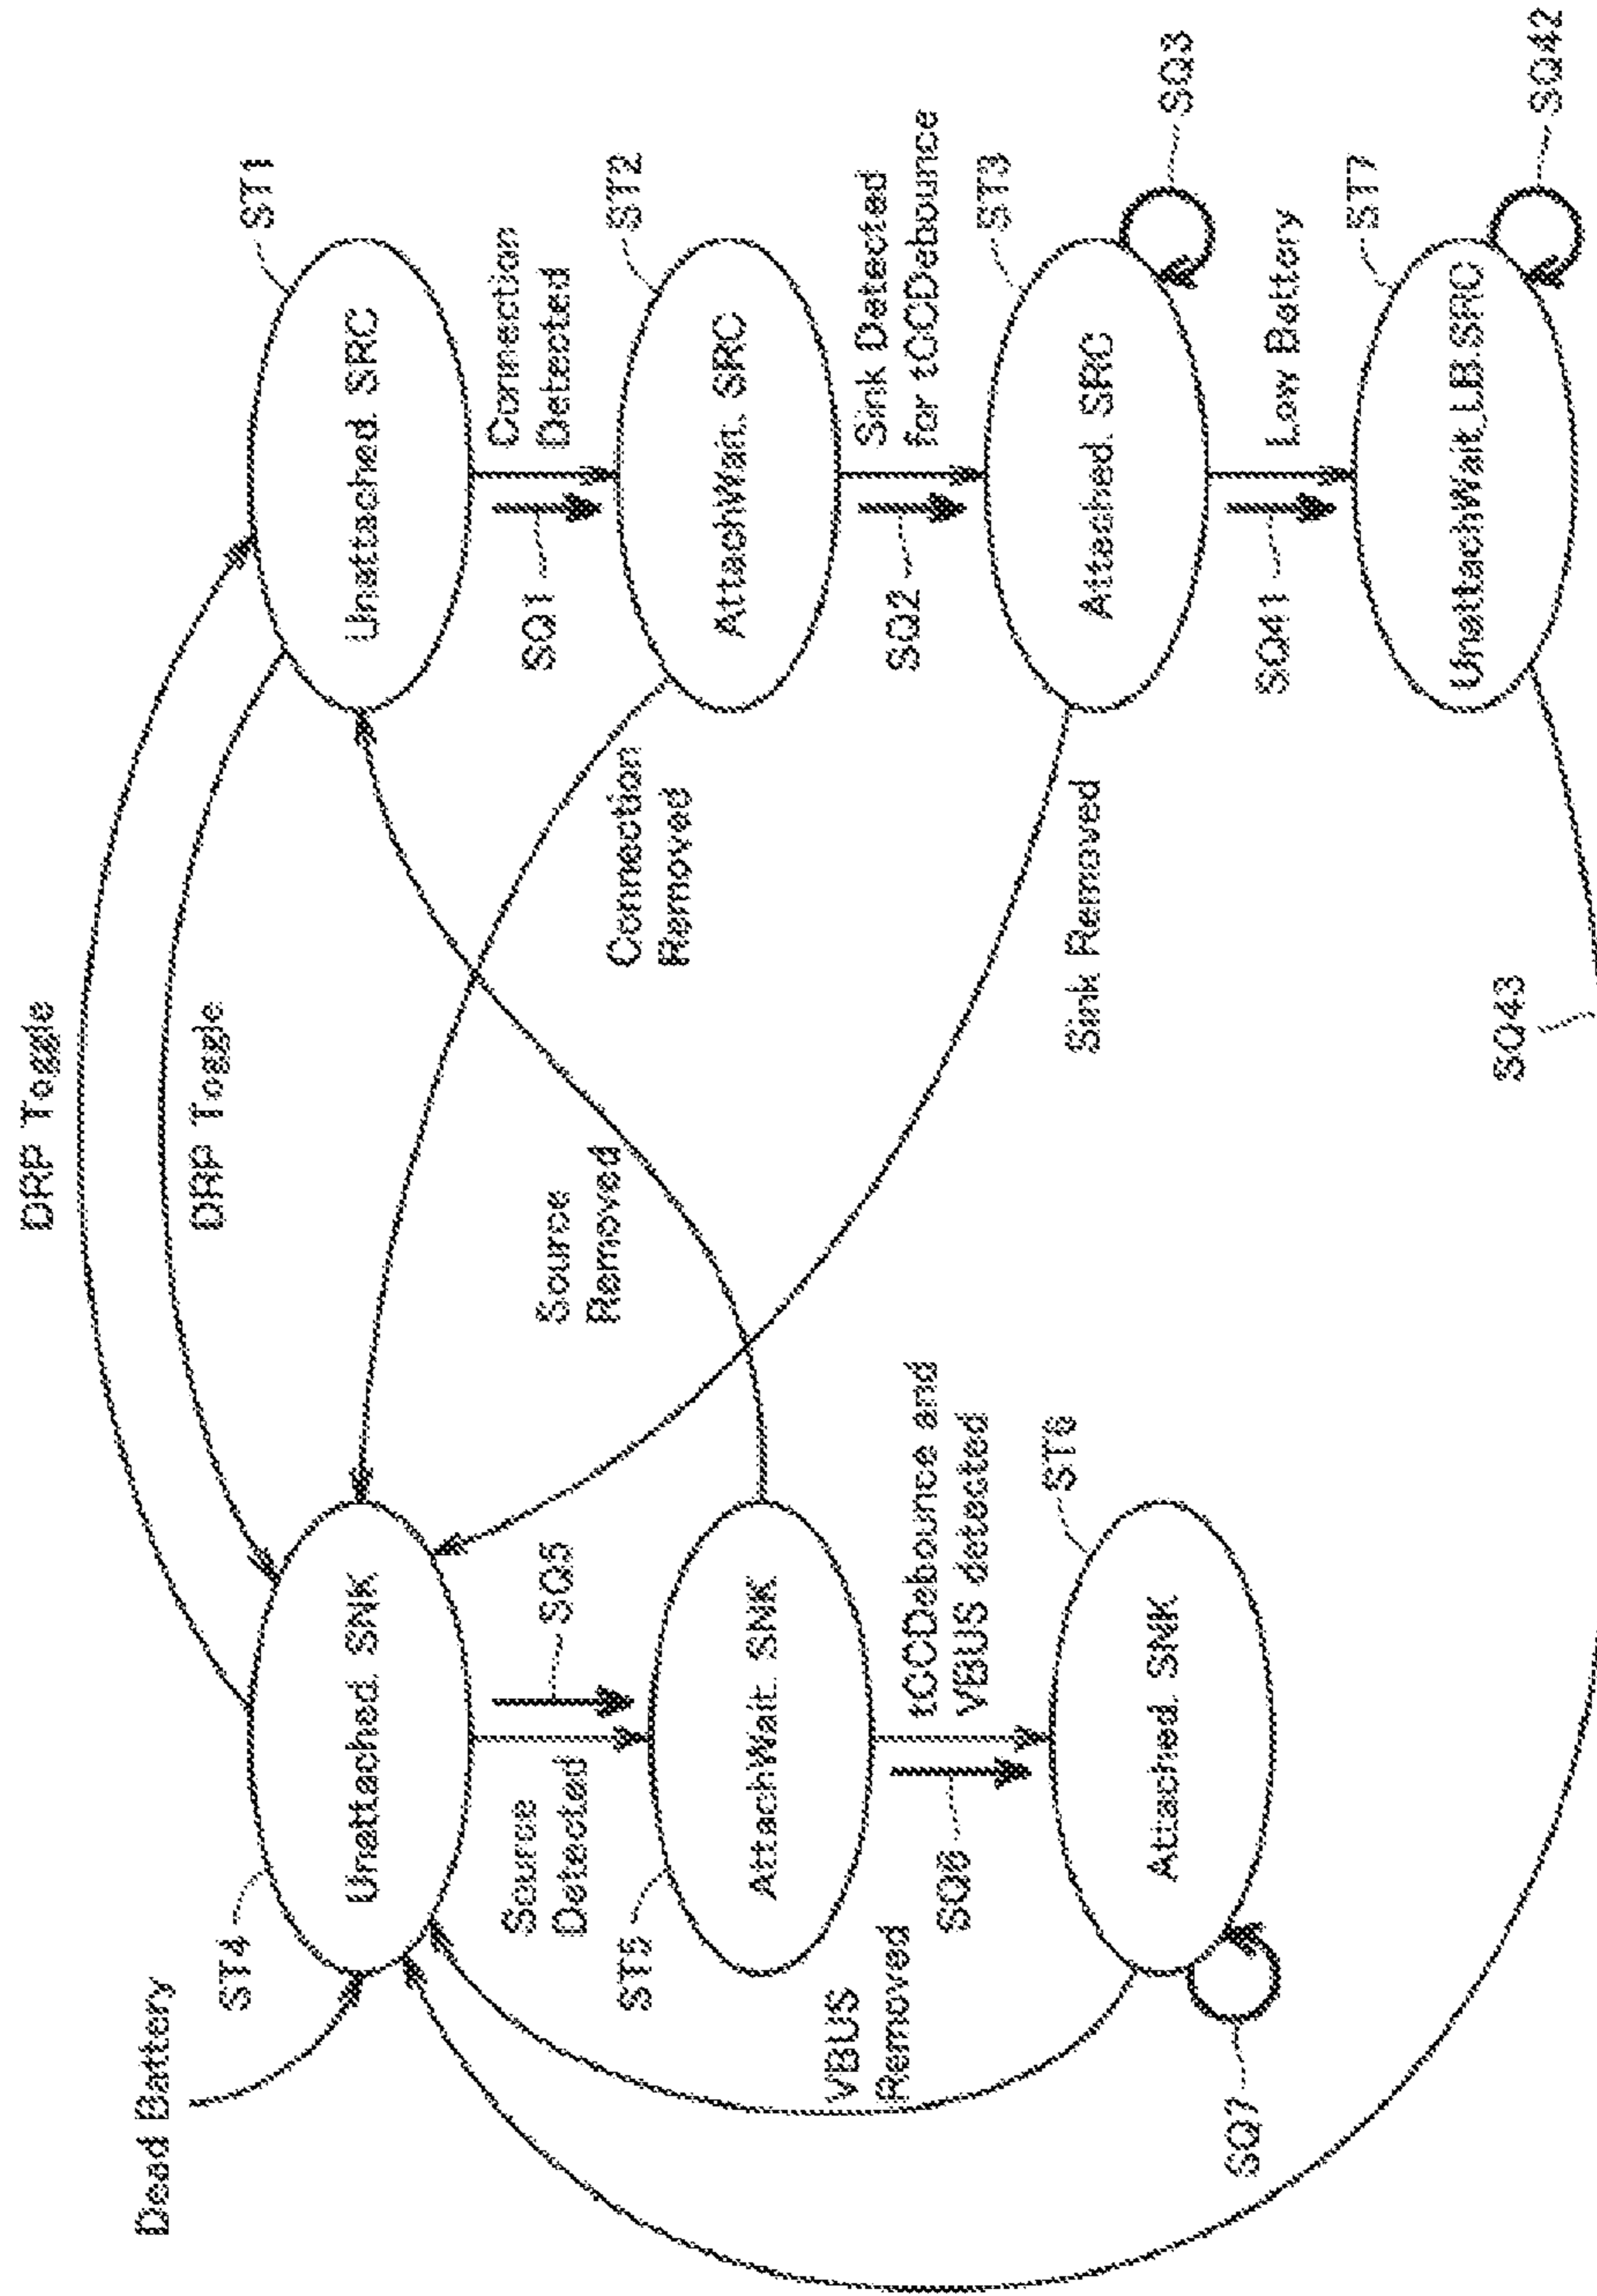 DRP Toggle
DRP Toggle
Dead Battery
ST4
Unattached. SNK
ST1
Unattached. SRC
Source
Detected
SQ5
SQ1
Connection
Detected
Source
Removed
Connection
Removed
ST5
AttachWait. SNK
ST2
AttachWait. SRC
VBUS
Removed
SQ6
tCCDebounce and
VBUS detected
SQ2
Sink Detected
for tCCDebounce
ST6
Attached. SNK
SQ7
Sink Removed
ST3
Attached. SRC
SQ3
SQ41
Low Battery
ST7
UnattachWait_LB.SRC
SQ42
SQ43